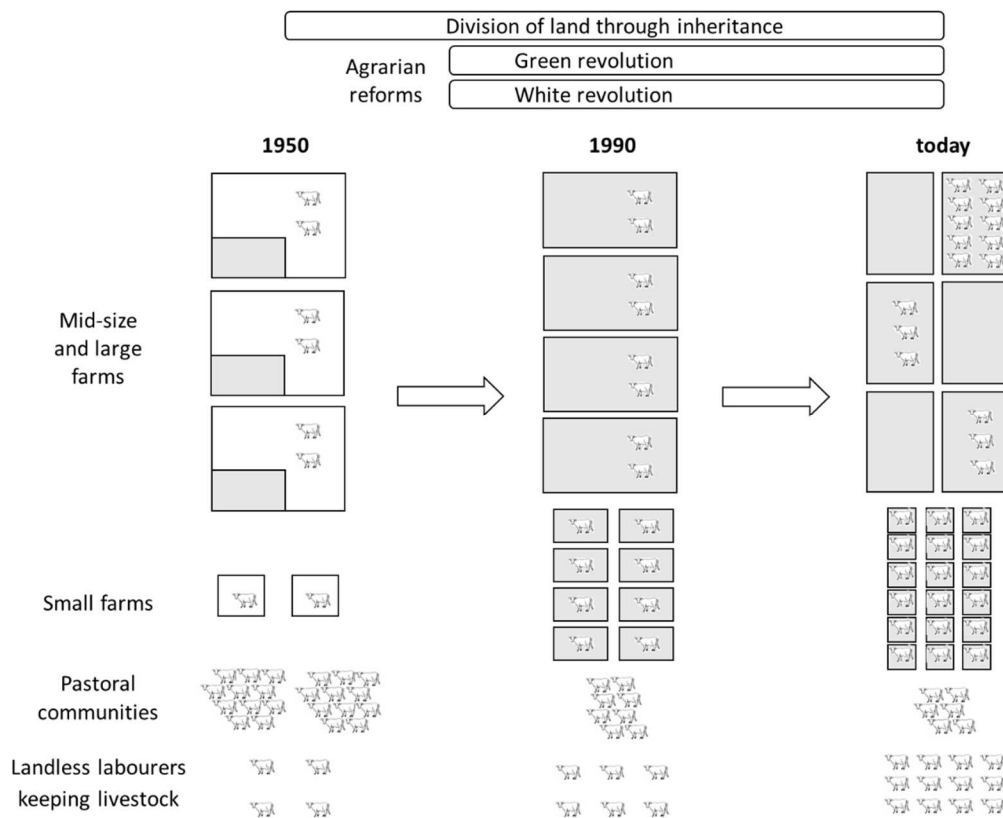 Division of land through inheritance
Agrarian
reforms
Green revolution
White revolution
1950
1990
today
Mid-size
and large
farms
Small farms
Pastoral
communities
Landless labourers
keeping livestock